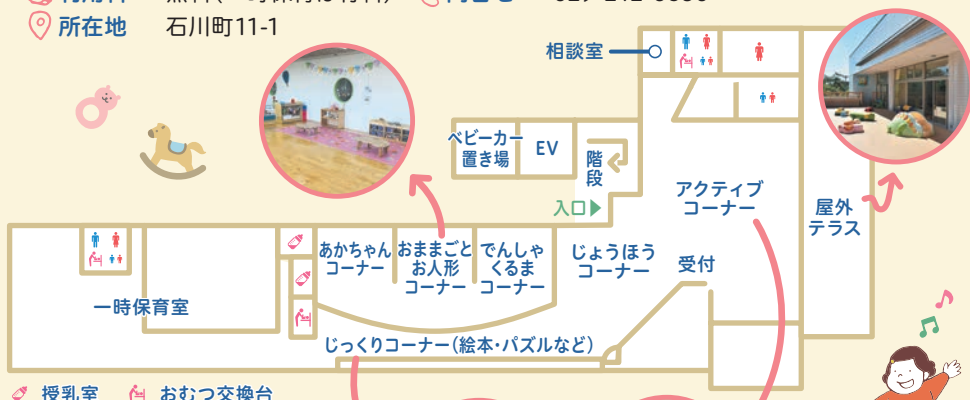 所在地 石川町11-1
相談室
ベビーカー
置き場
EV
階段
入口▶
アクティブ
コーナー
屋外
テラス
あかちゃん
コーナー
おままごと
お人形
コーナー
でんしゃ
くるま
コーナー
じょうほう
コーナー
受付
一時保育室
じっくりコーナー(絵本・パズルなど)
授乳室 おむつ交換台